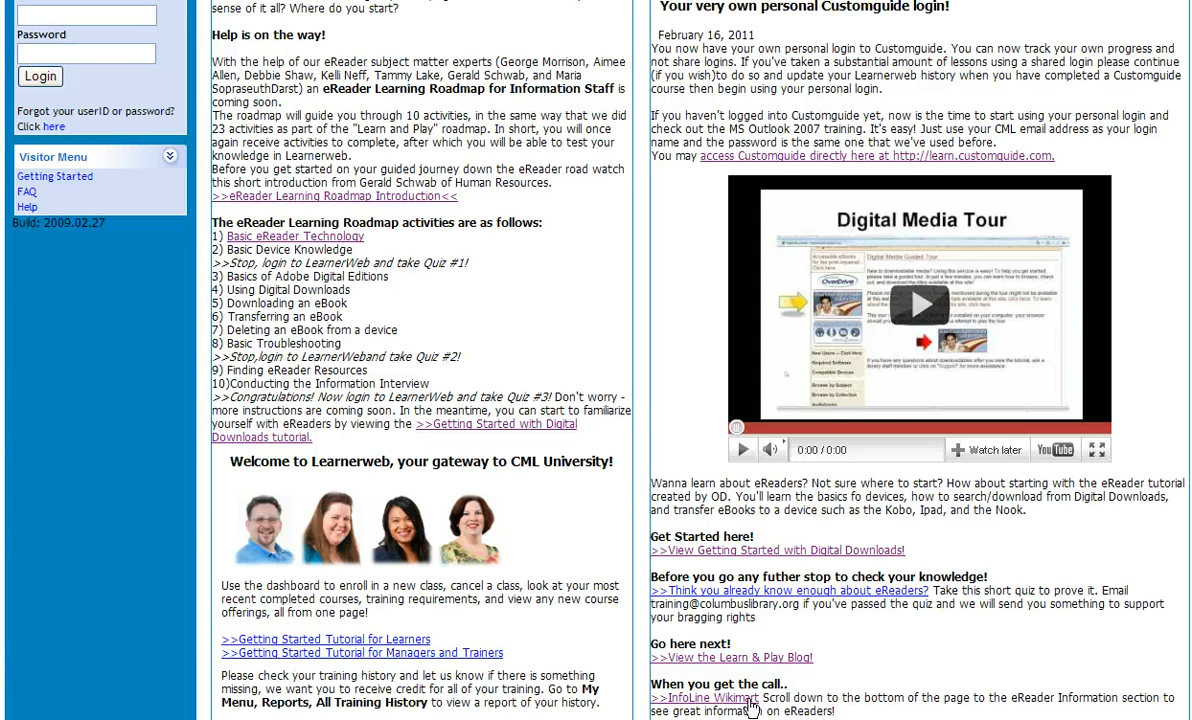 Password
Login
Forgot your userID or password?
Click here
Visitor Menu
Getting Started
FAQ
Help
Build: 2009.02.27
sense of it all? Where do you start?
Help is on the way!
With the help of our eReader subject matter experts (George Morrison, Aimee
Allen, Debbie Shaw, Kelli Neff, Tammy Lake, Gerald Schwab, and Maria
SopraseuthDarst) an eReader Learning Roadmap for Information Staff is
coming soon.
The roadmap will guide you through 10 activities, in the same way that we did
23 activities as part of the "Learn and Play" roadmap. In short, you will once
again receive activities to complete, after which you will be able to test your
knowledge in Learnerweb.
Before you get started on your guided journey down the eReader road watch
this short introduction from Gerald Schwab of Human Resources.
>>eReader Learning Roadmap Introduction<<
The eReader Learning Roadmap activities are as follows:
1) Basic eReader Technology
2) Basic Device Knowledge
>>Stop, login to LearnerWeb and take Quiz #1!
3) Basics of Adobe Digital Editions
4) Using Digital Downloads
5) Downloading an eBook
6) Transferring an eBook
7) Deleting an eBook from a device
8) Basic Troubleshooting
>>Stop,login to LearnerWeband take Quiz #2!
9) Finding eReader Resources
10)Conducting the Information Interview
>>Congratulations! Now login to LearnerWeb and take Quiz #3! Don't worry -
more instructions are coming soon. In the meantime, you can start to familiarize
yourself with eReaders by viewing the >>Getting Started with Digital
Downloads tutorial.
Welcome to Learnerweb, your gateway to CML University!
Use the dashboard to enroll in a new class, cancel a class, look at your most
recent completed courses, training requirements, and view any new course
offerings, all from one page!
>>Getting Started Tutorial for Learners
>>Getting Started Tutorial for Managers and Trainers
Please check your training history and let us know if there is something
missing, we want you to receive credit for all of your training. Go to My
Menu, Reports, All Training History to view a report of your history.
Your very own personal Customguide login!
February 16, 2011
You now have your own personal login to Customguide. You can now track your own progress and
not share logins. If you've taken a substantial amount of lessons using a shared login please continue
(if you wish)to do so and update your Learnerweb history when you have completed a Customguide
course then begin using your personal login.
If you haven't logged into Customguide yet, now is the time to start using your personal login and
check out the MS Outlook 2007 training. It's easy! Just use your CML email address as your login
name and the password is the same one that we've used before.
You may access Customguide directly here at http://learn.customguide.com.
Digital Media Tour
Digital Media Guided Tour
OverDrive
New Users -- Click Here
Required Software
Compatible Devices
Browse by Subject
Browse by Collection
0:00 / 0:00
Watch later
YouTube
Wanna learn about eReaders? Not sure where to start? How about starting with the eReader tutorial
created by OD. You'll learn the basics fo devices, how to search/download from Digital Downloads,
and transfer eBooks to a device such as the Kobo, Ipad, and the Nook.
Get Started here!
>>View Getting Started with Digital Downloads!
Before you go any futher stop to check your knowledge!
>>Think you already know enough about eReaders? Take this short quiz to prove it. Email
training@columbuslibrary.org if you've passed the quiz and we will send you something to support
your bragging rights
Go here next!
>>View the Learn & Play Blog!
When you get the call..
>>InfoLine Wikimart Scroll down to the bottom of the page to the eReader Information section to
see great information on eReaders!